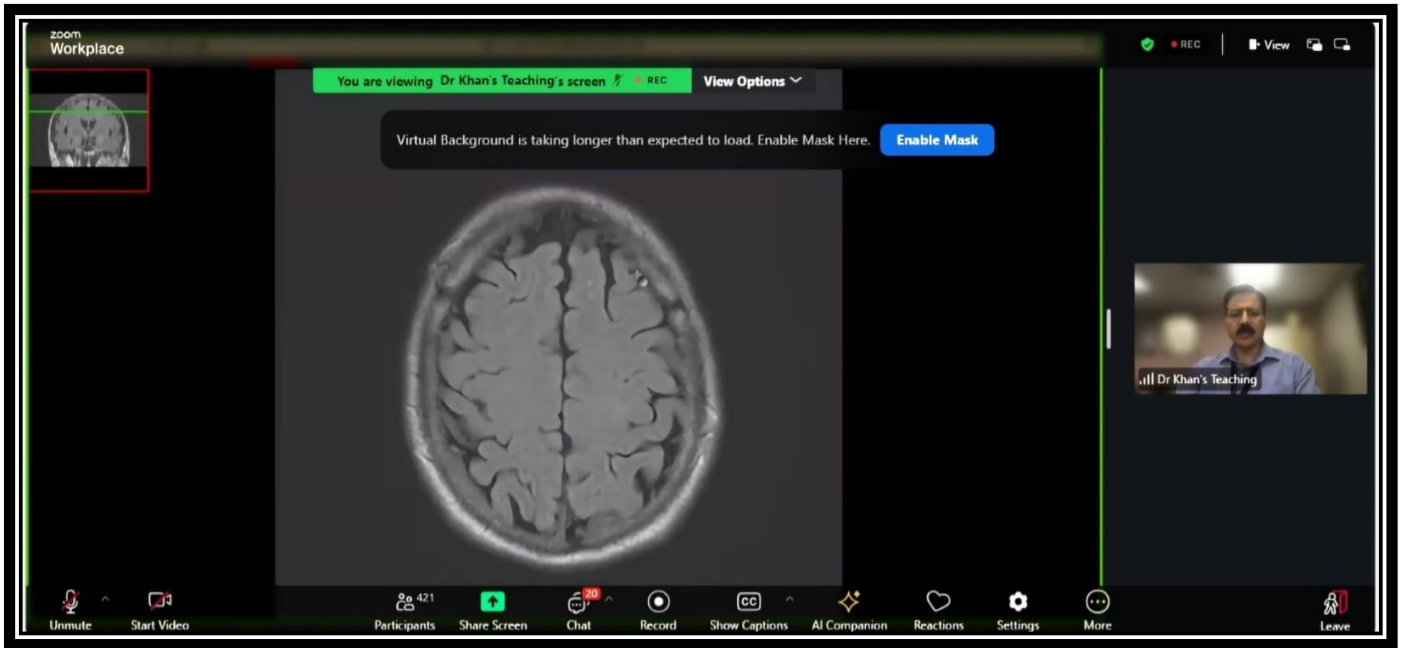 zoom
Workplace
REC
View
You are viewing Dr Khan's Teaching's screen
REC
View Options
Virtual Background is taking longer than expected to load. Enable Mask Here.
Enable Mask
Dr Khan's Teaching
421
20
CC
Unmute
Start Video
Participants
Share Screen
Chat
Record
Show Captions
AI Companion
Reactions
Settings
More
Leave